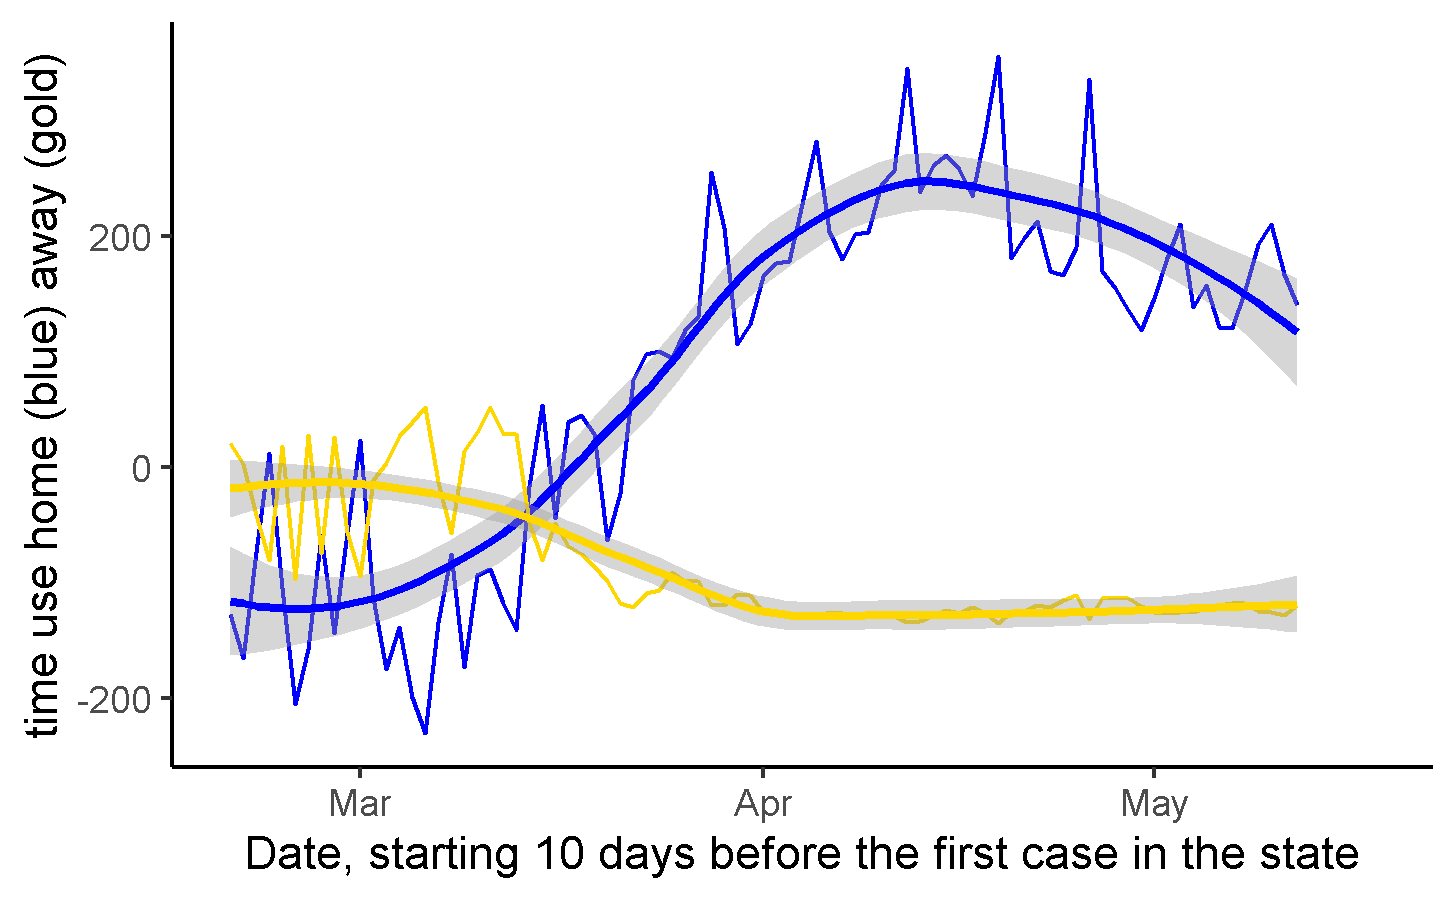 time use home (blue) away (gold)
200
0
-200
Mar
Apr
May
Date, starting 10 days before the first case in the state